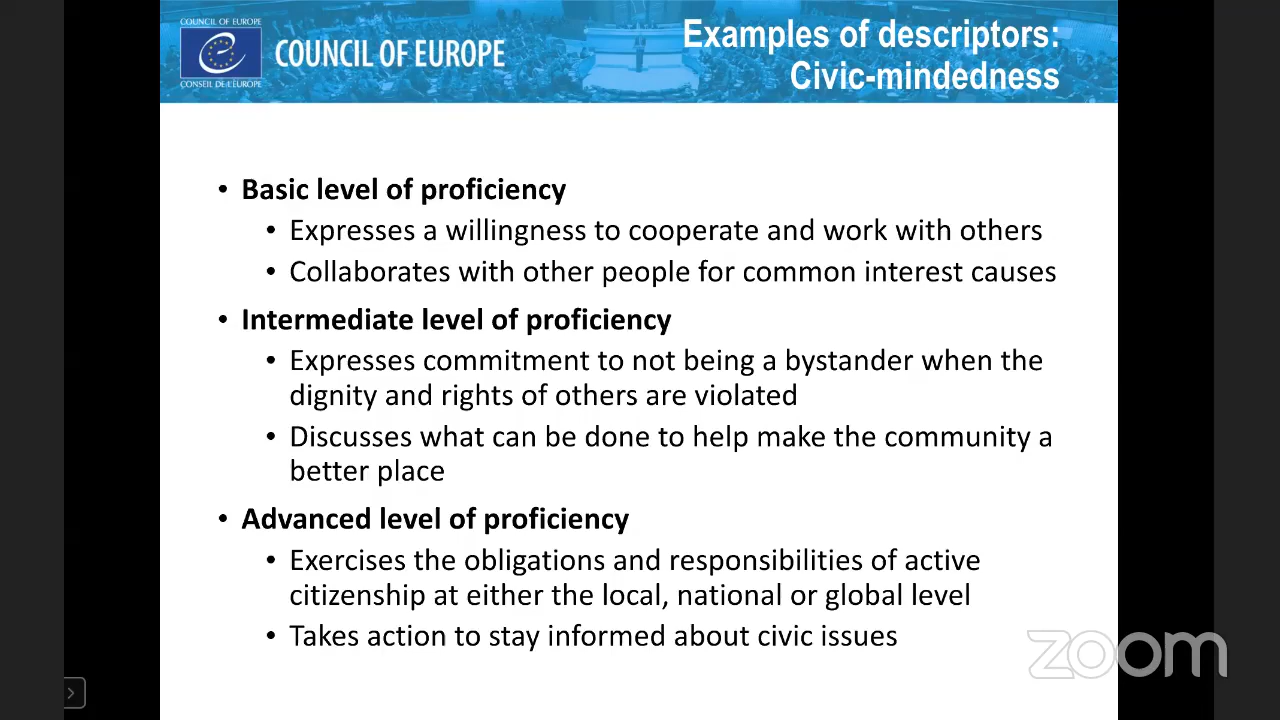 COUNCIL OF EUROPE
CONSEIL DE L'EUROPE
COUNCIL OF EUROPE
Examples of descriptors:
Civic-mindedness
• Basic level of proficiency
• Expresses a willingness to cooperate and work with others
• Collaborates with other people for common interest causes
• Intermediate level of proficiency
• Expresses commitment to not being a bystander when the
dignity and rights of others are violated
• Discusses what can be done to help make the community a
better place
• Advanced level of proficiency
• Exercises the obligations and responsibilities of active
citizenship at either the local, national or global level
• Takes action to stay informed about civic issues
zoom